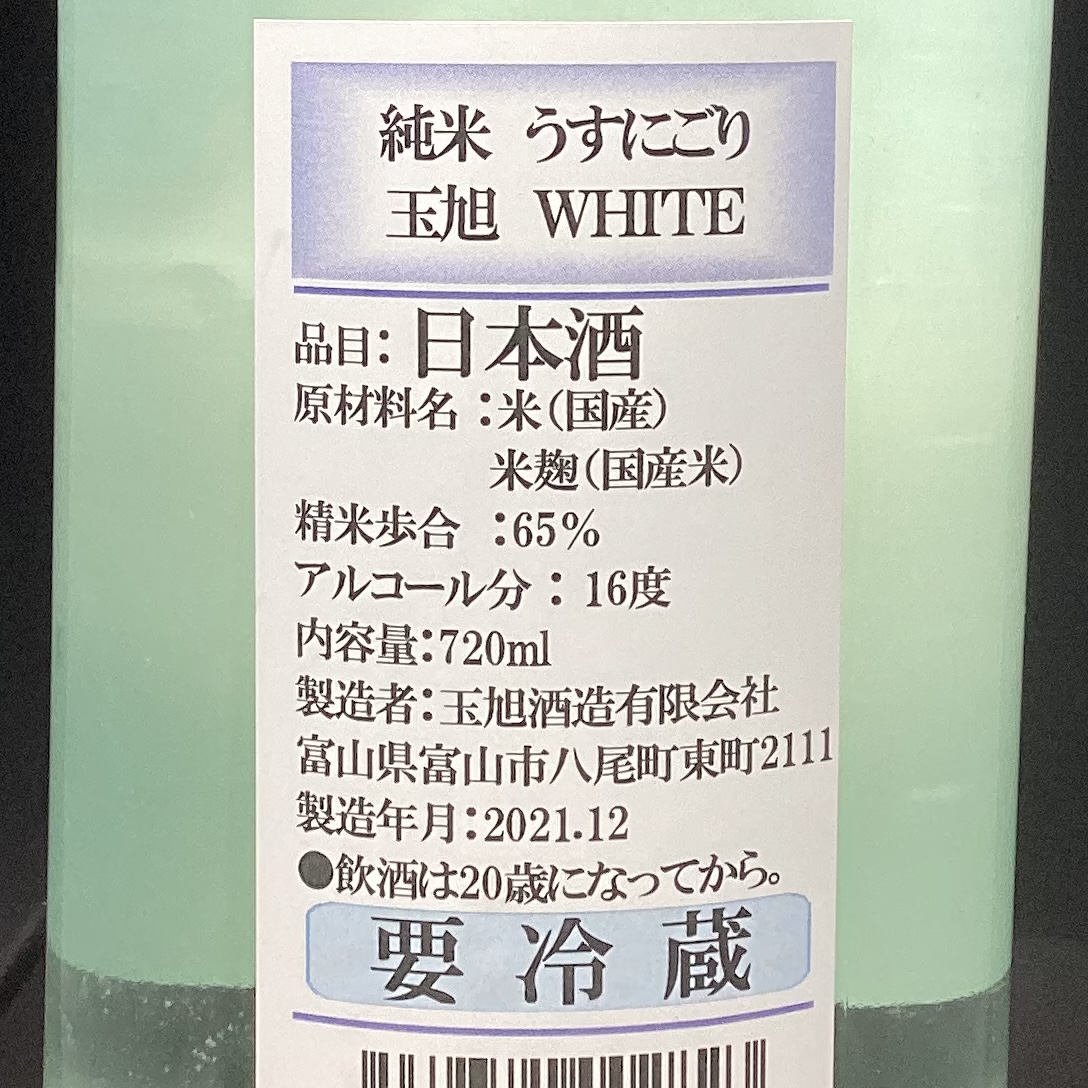 純米 うすにごり
玉旭 WHITE
品目：日本酒
原材料名：米（国産）
米麹（国産米）
精米歩合：65％
アルコール分：16度
内容量：720ml
製造者：玉旭酒造有限会社
富山県富山市八尾町東町2111
製造年月：2021.12
●飲酒は20歳になってから。
要冷蔵